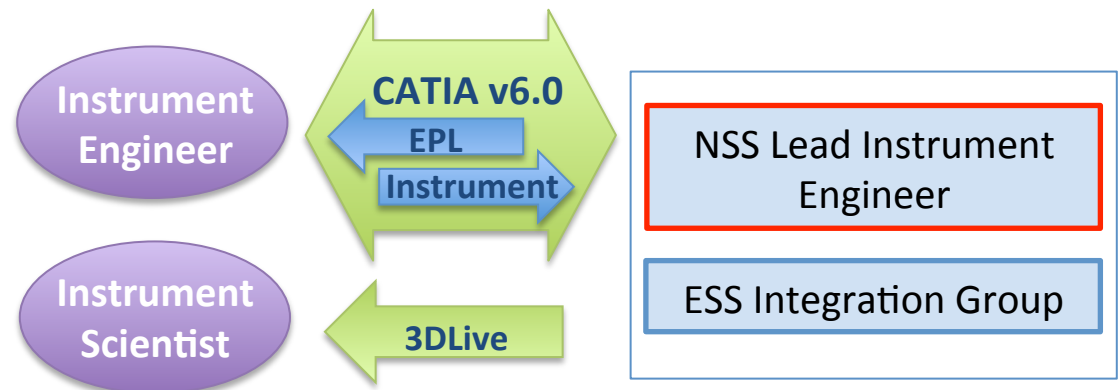 Instrument
Engineer
CATIA v6.0
EPL
Instrument
NSS Lead Instrument
Engineer
Instrument
Scientist
3DLive
ESS Integration Group